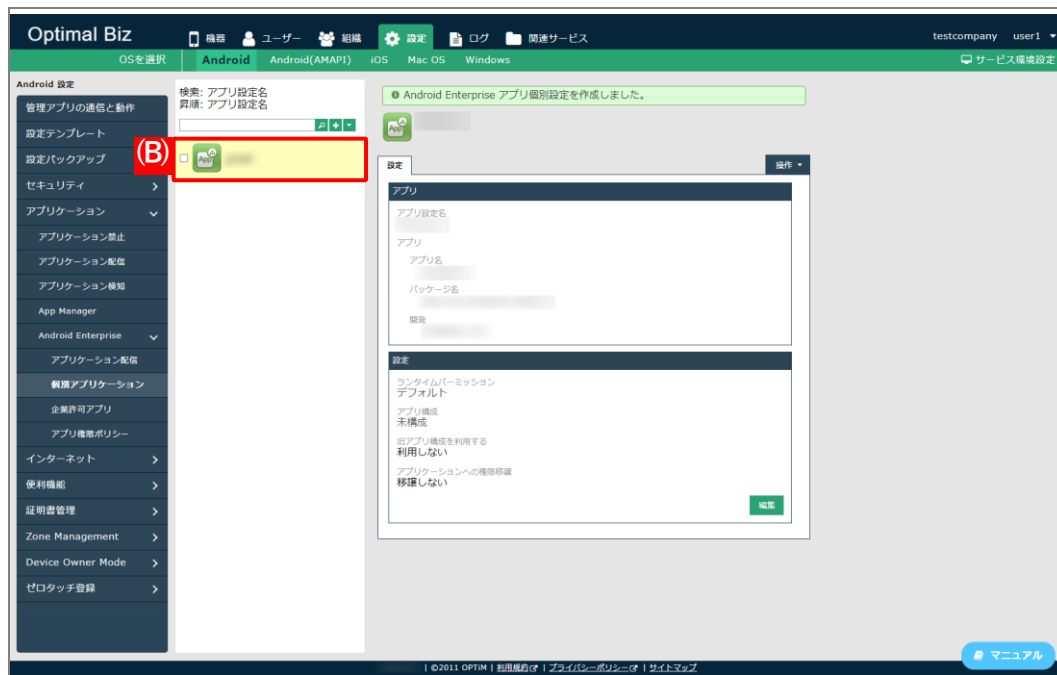 Optimal Biz
機器
ユーザー
組織
設定
ログ
関連サービス
testcompany user1
OSを選択
Android
Android(AMAPI)
iOS
Mac OS
Windows
サービス環境設定
Android 設定
管理アプリの通信と動作
設定テンプレート
設定バックアップ
セキュリティ
アプリケーション
アプリケーション禁止
アプリケーション配信
アプリケーション検知
App Manager
Android Enterprise
アプリケーション配信
個別アプリケーション
企業許可アプリ
アプリ権限ポリシー
インターネット
便利機能
証明書管理
Zone Management
Device Owner Mode
ゼロタッチ登録
検索: アプリ設定名
昇順: アプリ設定名
(B)
App
Android Enterprise アプリ個別設定を作成しました。
App
設定
操作
アプリ
アプリ設定名
アプリ
アプリ名
パッケージ名
開発
設定
ランタイムパーミッション
デフォルト
アプリ構成
未構成
旧アプリ構成を利用する
利用しない
アプリケーションへの権限移譲
移譲しない
編集
マニュアル
| ©2011 OPTiM | 利用規約 | プライバシーポリシー | サイトマップ